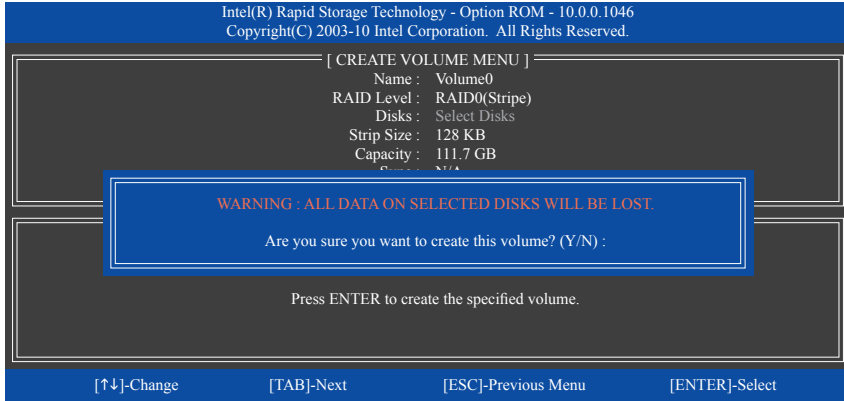 Intel(R) Rapid Storage Technology - Option ROM - 10.0.0.1046
Copyright(C) 2003-10 Intel Corporation.  All Rights Reserved.
[ CREATE VOLUME MENU ]
Name : Volume0
RAID Level : RAID0(Stripe)
Disks : Select Disks
Strip Size : 128 KB
Capacity : 111.7 GB
Sync : N/A
WARNING : ALL DATA ON SELECTED DISKS WILL BE LOST.
Are you sure you want to create this volume? (Y/N) :
Press ENTER to create the specified volume.
[↑↓]-Change [TAB]-Next [ESC]-Previous Menu [ENTER]-Select